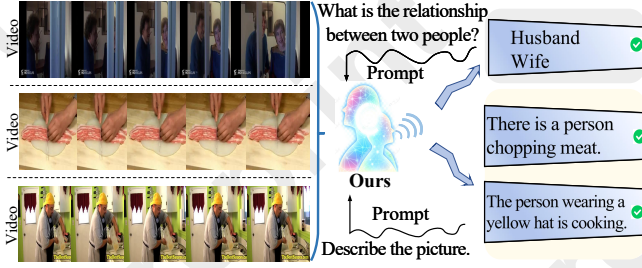 Video
Video
Video
What is the relationship
between two people?
Prompt
Ours
Prompt
Describe the picture.
Husband
Wife
There is a person
chopping meat.
The person wearing a
yellow hat is cooking.